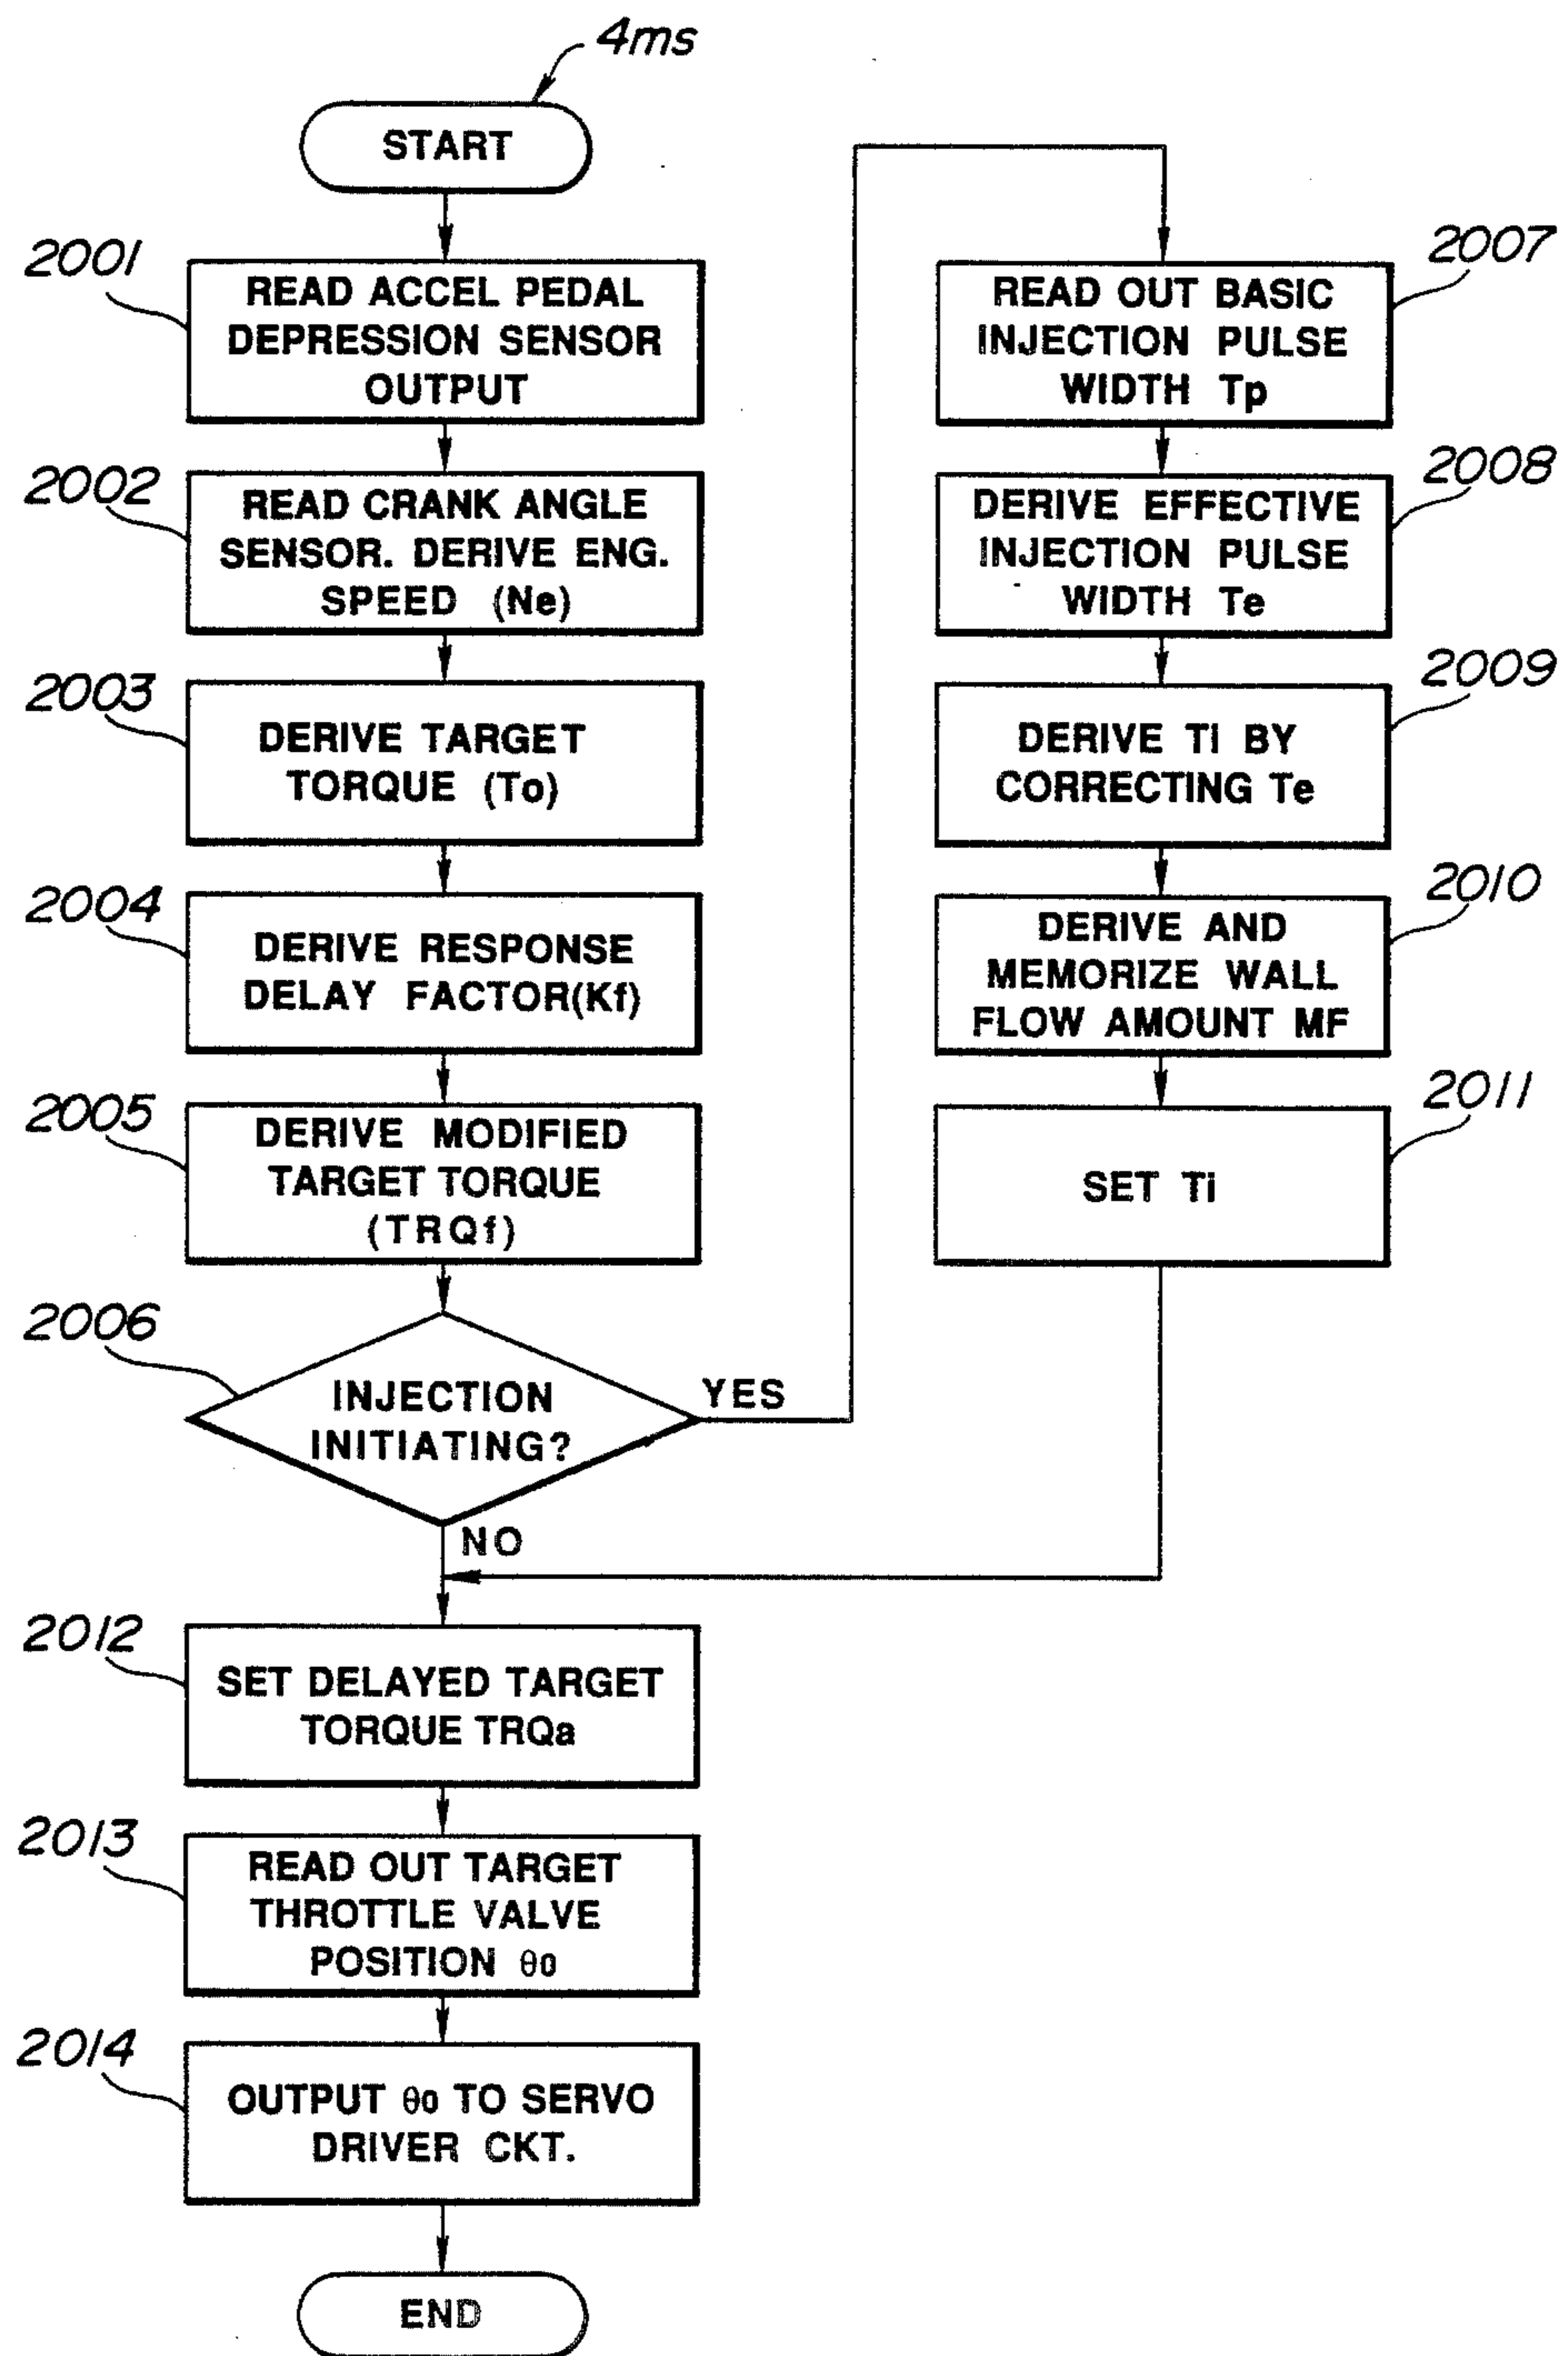 4ms
START
2001
READ ACCEL PEDAL
DEPRESSION SENSOR
OUTPUT
2002
READ CRANK ANGLE
SENSOR. DERIVE ENG.
SPEED (Ne)
2003
DERIVE TARGET
TORQUE (To)
2004
DERIVE RESPONSE
DELAY FACTOR(Kf)
2005
DERIVE MODIFIED
TARGET TORQUE
(TRQf)
2006
INJECTION
INITIATING?
YES
NO
2007
READ OUT BASIC
INJECTION PULSE
WIDTH Tp
2008
DERIVE EFFECTIVE
INJECTION PULSE
WIDTH Te
2009
DERIVE TI BY
CORRECTING Te
2010
DERIVE AND
MEMORIZE WALL
FLOW AMOUNT MF
2011
SET Ti
2012
SET DELAYED TARGET
TORQUE TRQa
2013
READ OUT TARGET
THROTTLE VALVE
POSITION θ0
2014
OUTPUT θ0 TO SERVO
DRIVER CKT.
END